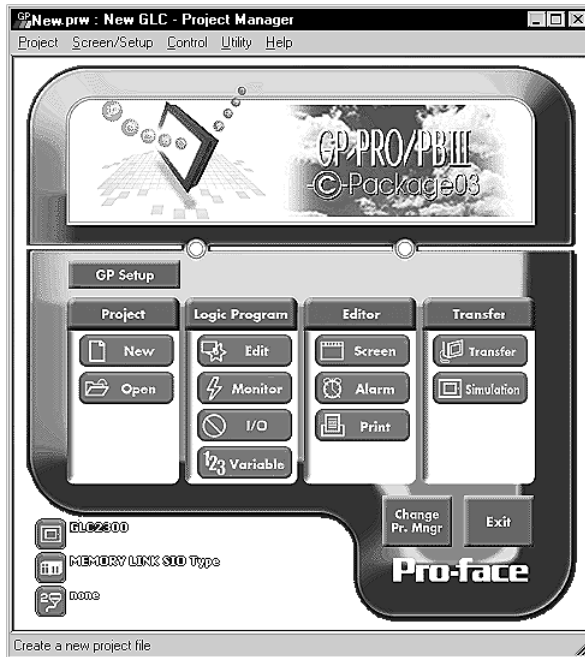 New.prw : New GLC - Project Manager
Project Screen/Setup Control Utility Help
GP-PRO/PBIII
-C-Package03
GP Setup
Project
New
Open
Logic Program
Edit
Monitor
I/O
123 Variable
Editor
Screen
Alarm
Print
Transfer
Transfer
Simulation
Change
Pr. Mngr
Exit
GLC2300
MEMORY LINK SIO Type
none
Pro-face
Create a new project file